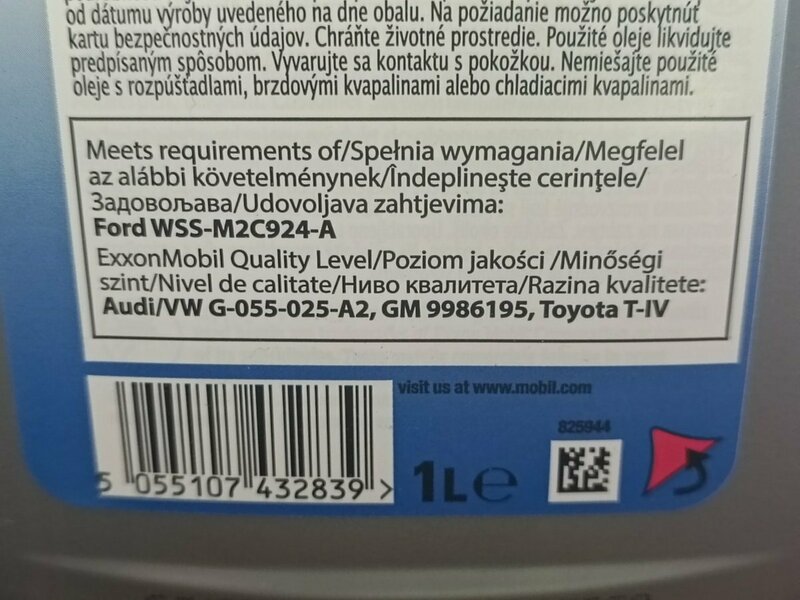 od dátumu výroby uvedeného na dne obalu. Na požiadanie možno poskytnúť
kartu bezpečnostných údajov. Chráňte životné prostredie. Použité oleje likvidujte
predpísaným spôsobom. Vyvarujte sa kontaktu s pokožkou. Nemiešajte použité
oleje s rozpúšťadlami, brzdovými kvapalinami alebo chladiacimi kvapalinami.
Meets requirements of/Spełnia wymagania/Megfelel
az alábbi követelménynek/Îndeplineşte cerinţele/
Задовољава/Udovoljava zahtjevima:
Ford WSS-M2C924-A
ExxonMobil Quality Level/Poziom jakości /Minőségi
szint/Nivel de calitate/Ниво квалитета/Razina kvalitete:
Audi/VW G-055-025-A2, GM 9986195, Toyota T-IV
visit us at www.mobil.com
825944
5 055107 432839 >
1L e